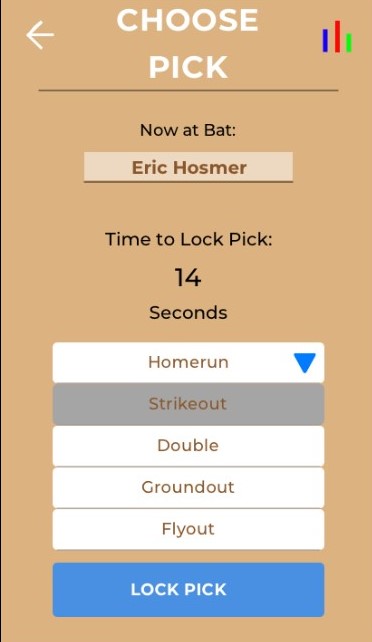 CHOOSE
PICK
Now at Bat:
Eric Hosmer
Time to Lock Pick:
14
Seconds
Homerun
Strikeout
Double
Groundout
Flyout
LOCK PICK